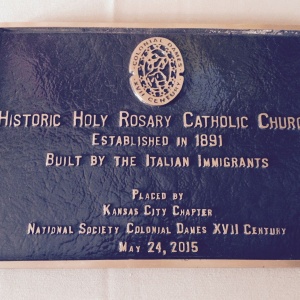 COLONIAL DAMES
XVII CENTURY
HISTORIC HOLY ROSARY CATHOLIC CHURC
ESTABLISHED IN 1891
BUILT BY THE ITALIAN IMMIGRANTS
PLACED BY
KANSAS CITY CHAPTER
NATIONAL SOCIETY COLONIAL DAMES XVII CENTURY
MAY 24, 2015